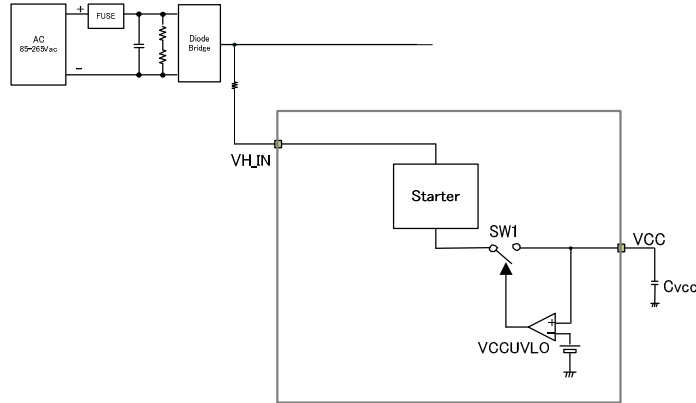 +
FUSE
AC
85-265Vac
Diode
Bridge
-
VH_IN
Starter
SW1
VCC
Cvcc
+
-
VCCUVLO